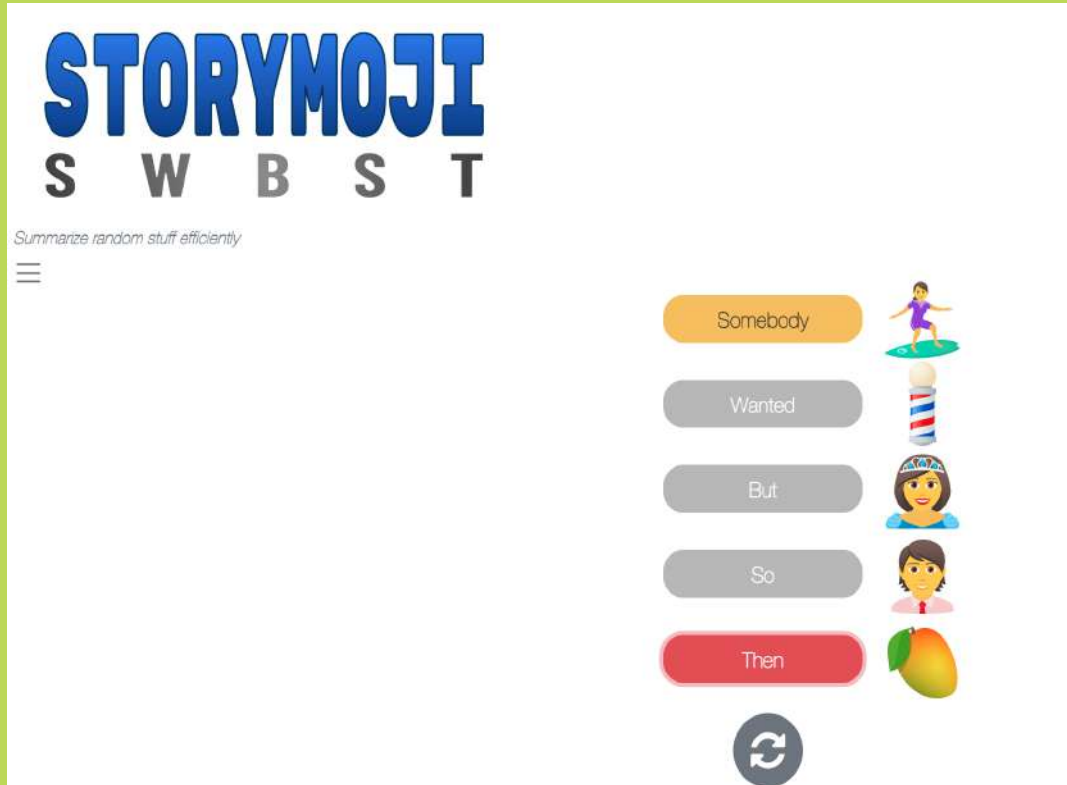 STORYMOJI
S W B S T
Summarize random stuff efficiently
Somebody
Wanted
But
So
Then